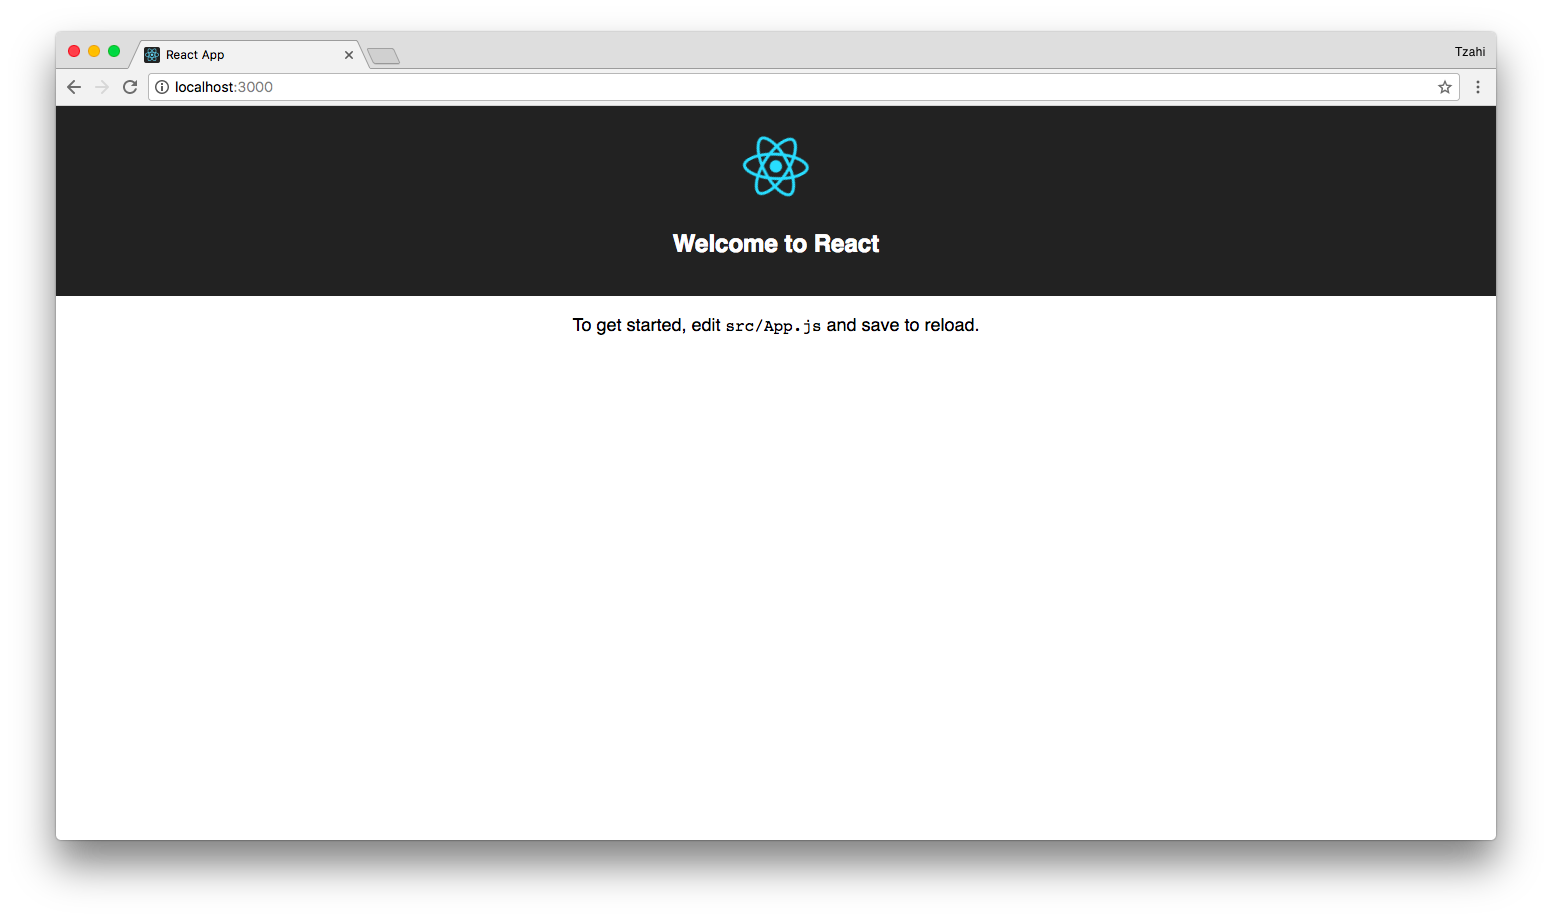 React App
Tzahi
localhost:3000
Welcome to React
To get started, edit src/App.js and save to reload.